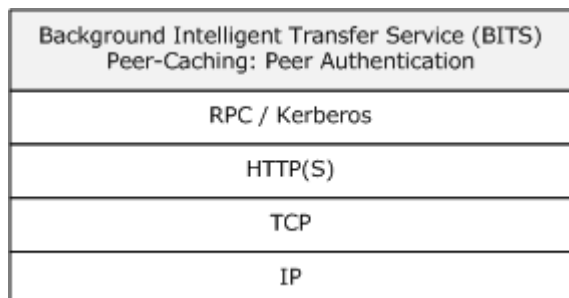 Background Intelligent Transfer Service (BITS)
Peer-Caching: Peer Authentication
RPC / Kerberos
HTTP(S)
TCP
IP